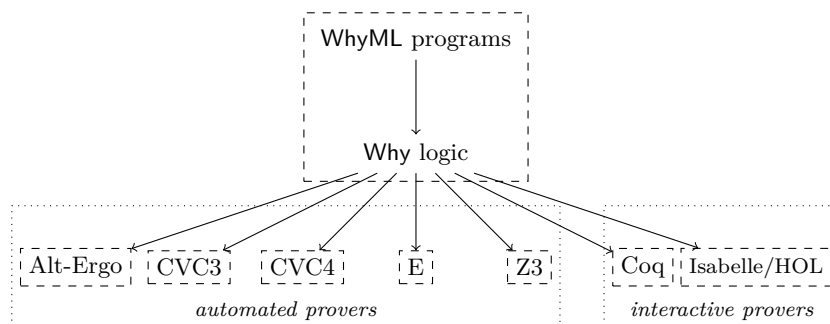 WhyML programs
Why logic
Alt-Ergo CVC3 CVC4 E Z3 Coq Isabelle/HOL
automated provers interactive provers